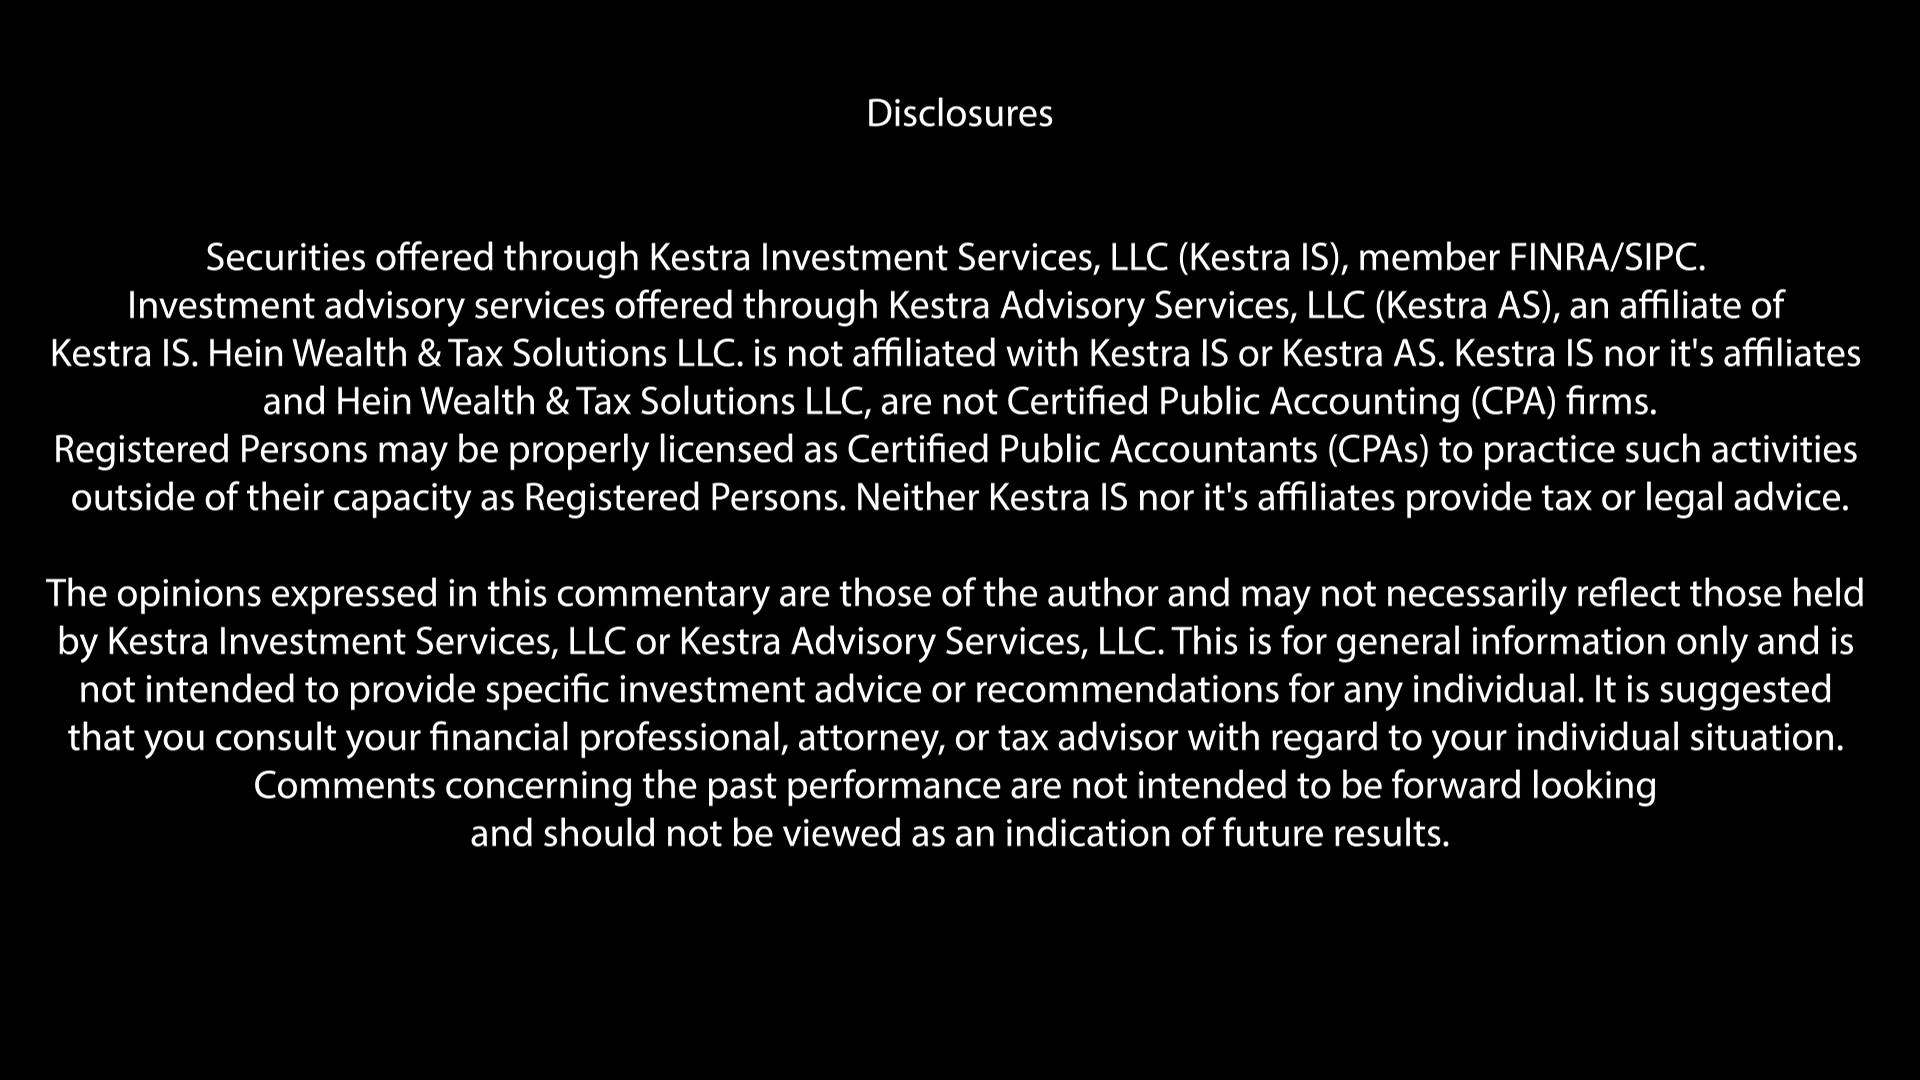 Disclosures
Securities offered through Kestra Investment Services, LLC (Kestra IS), member FINRA/SIPC.
Investment advisory services offered through Kestra Advisory Services, LLC (Kestra AS), an affiliate of
Kestra IS. Hein Wealth & Tax Solutions LLC. is not affiliated with Kestra IS or Kestra AS. Kestra IS nor it's affiliates
and Hein Wealth & Tax Solutions LLC, are not Certified Public Accounting (CPA) firms.
Registered Persons may be properly licensed as Certified Public Accountants (CPAs) to practice such activities
outside of their capacity as Registered Persons. Neither Kestra IS nor it's affiliates provide tax or legal advice.
The opinions expressed in this commentary are those of the author and may not necessarily reflect those held
by Kestra Investment Services, LLC or Kestra Advisory Services, LLC. This is for general information only and is
not intended to provide specific investment advice or recommendations for any individual. It is suggested
that you consult your financial professional, attorney, or tax advisor with regard to your individual situation.
Comments concerning the past performance are not intended to be forward looking
and should not be viewed as an indication of future results.